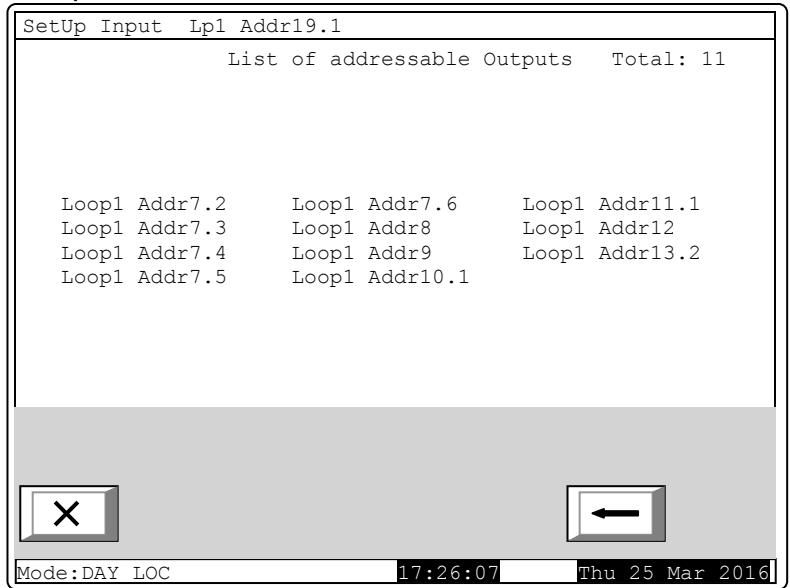 SetUp Input Lp1 Addr19.1
List of addressable Outputs Total: 11
Loop1 Addr7.2 Loop1 Addr7.6 Loop1 Addr11.1
Loop1 Addr7.3 Loop1 Addr8 Loop1 Addr12
Loop1 Addr7.4 Loop1 Addr9 Loop1 Addr13.2
Loop1 Addr7.5 Loop1 Addr10.1
Mode:DAY LOC 17:26:07 Thu 25 Mar 2016